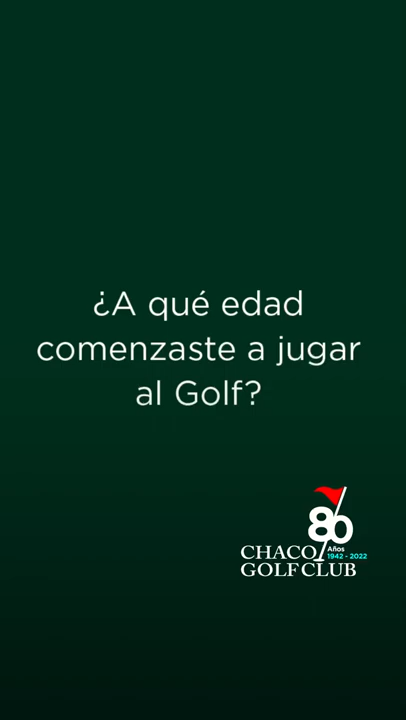 ¿A qué edad
comenzaste a jugar
al Golf?
80
Años
1942 - 2022
CHACO
GOLF CLUB